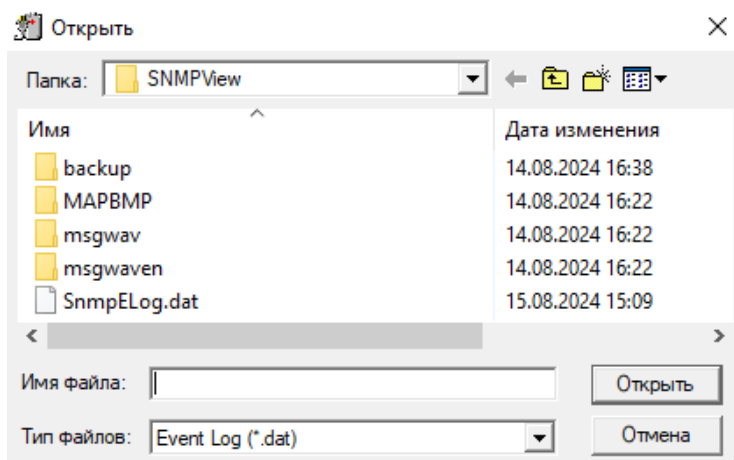 Открыть
Папка: SNMPView
Имя Дата изменения
backup 14.08.2024 16:38
MAPBMP 14.08.2024 16:22
msgwav 14.08.2024 16:22
msgwaven 14.08.2024 16:22
SnmpELog.dat 15.08.2024 15:09
Имя файла: Открыть
Тип файлов: Event Log (*.dat) Отмена